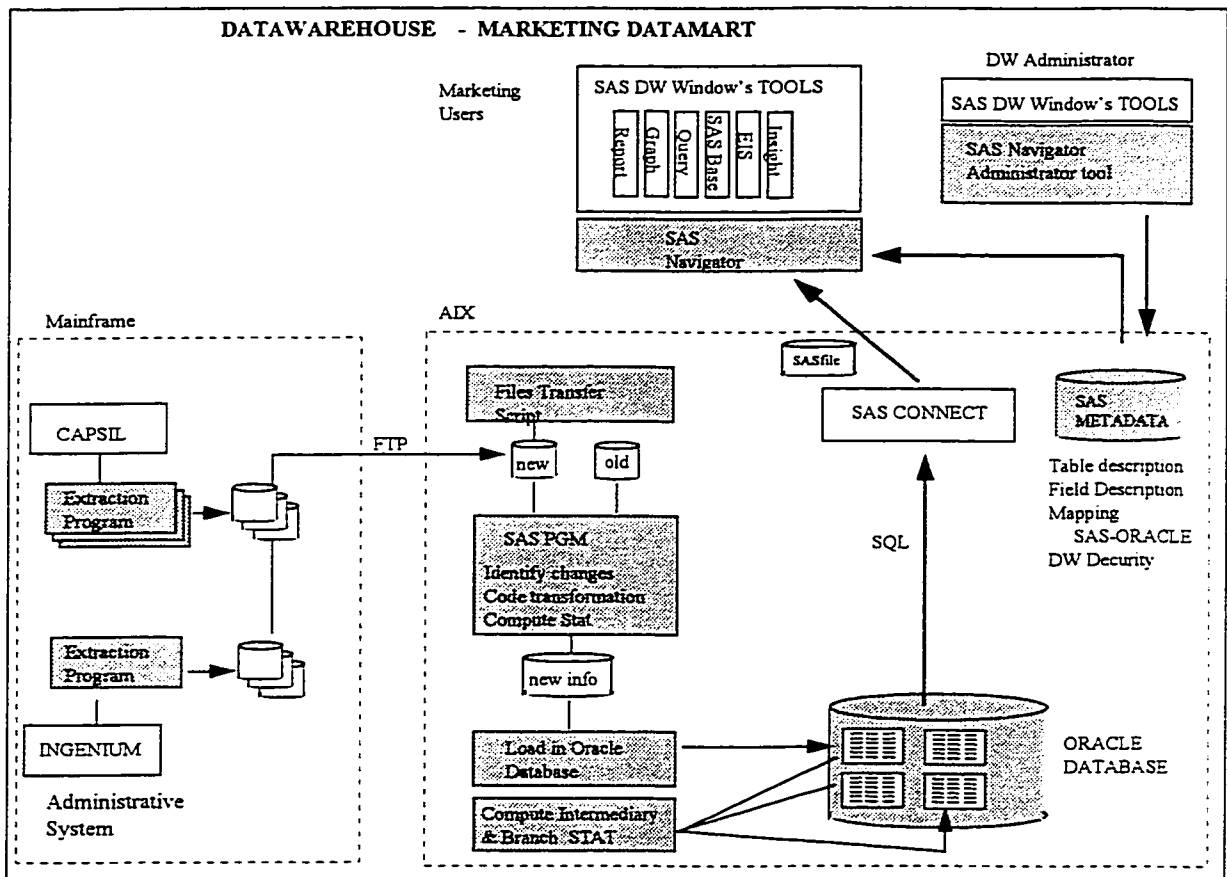 DATAWAREHOUSE - MARKETING DATAMART
Marketing
Users
SAS DW Window's TOOLS
Report
Graph
Query
SAS Base
EIS
Insight
SAS
Navigator
DW Administrator
SAS DW Window's TOOLS
SAS Navigator
Administrator tool
Mainframe
CAPSIL
Extraction
Program
Extraction
Program
INGENIUM
Administrative
System
FTP
AIX
Files Transfer
Script
new
old
SAS PGM
Identify changes
Code transformation
Compute Stat
new info
Load in Oracle
Database
Compute Intermediary
& Branch STAT
SASfile
SAS CONNECT
SQL
SAS
METADATA
Table description
Field Description
Mapping
SAS-ORACLE
DW Decurity
ORACLE
DATABASE